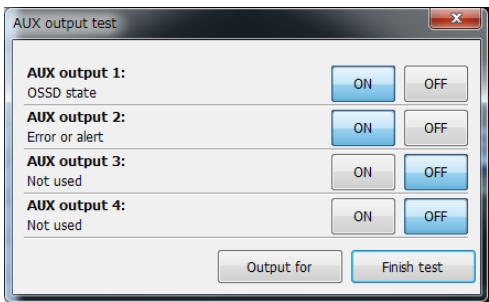 AUX output test
AUX output 1:
OSSD state
ON OFF
AUX output 2:
Error or alert
ON OFF
AUX output 3:
Not used
ON OFF
AUX output 4:
Not used
ON OFF
Output for Finish test